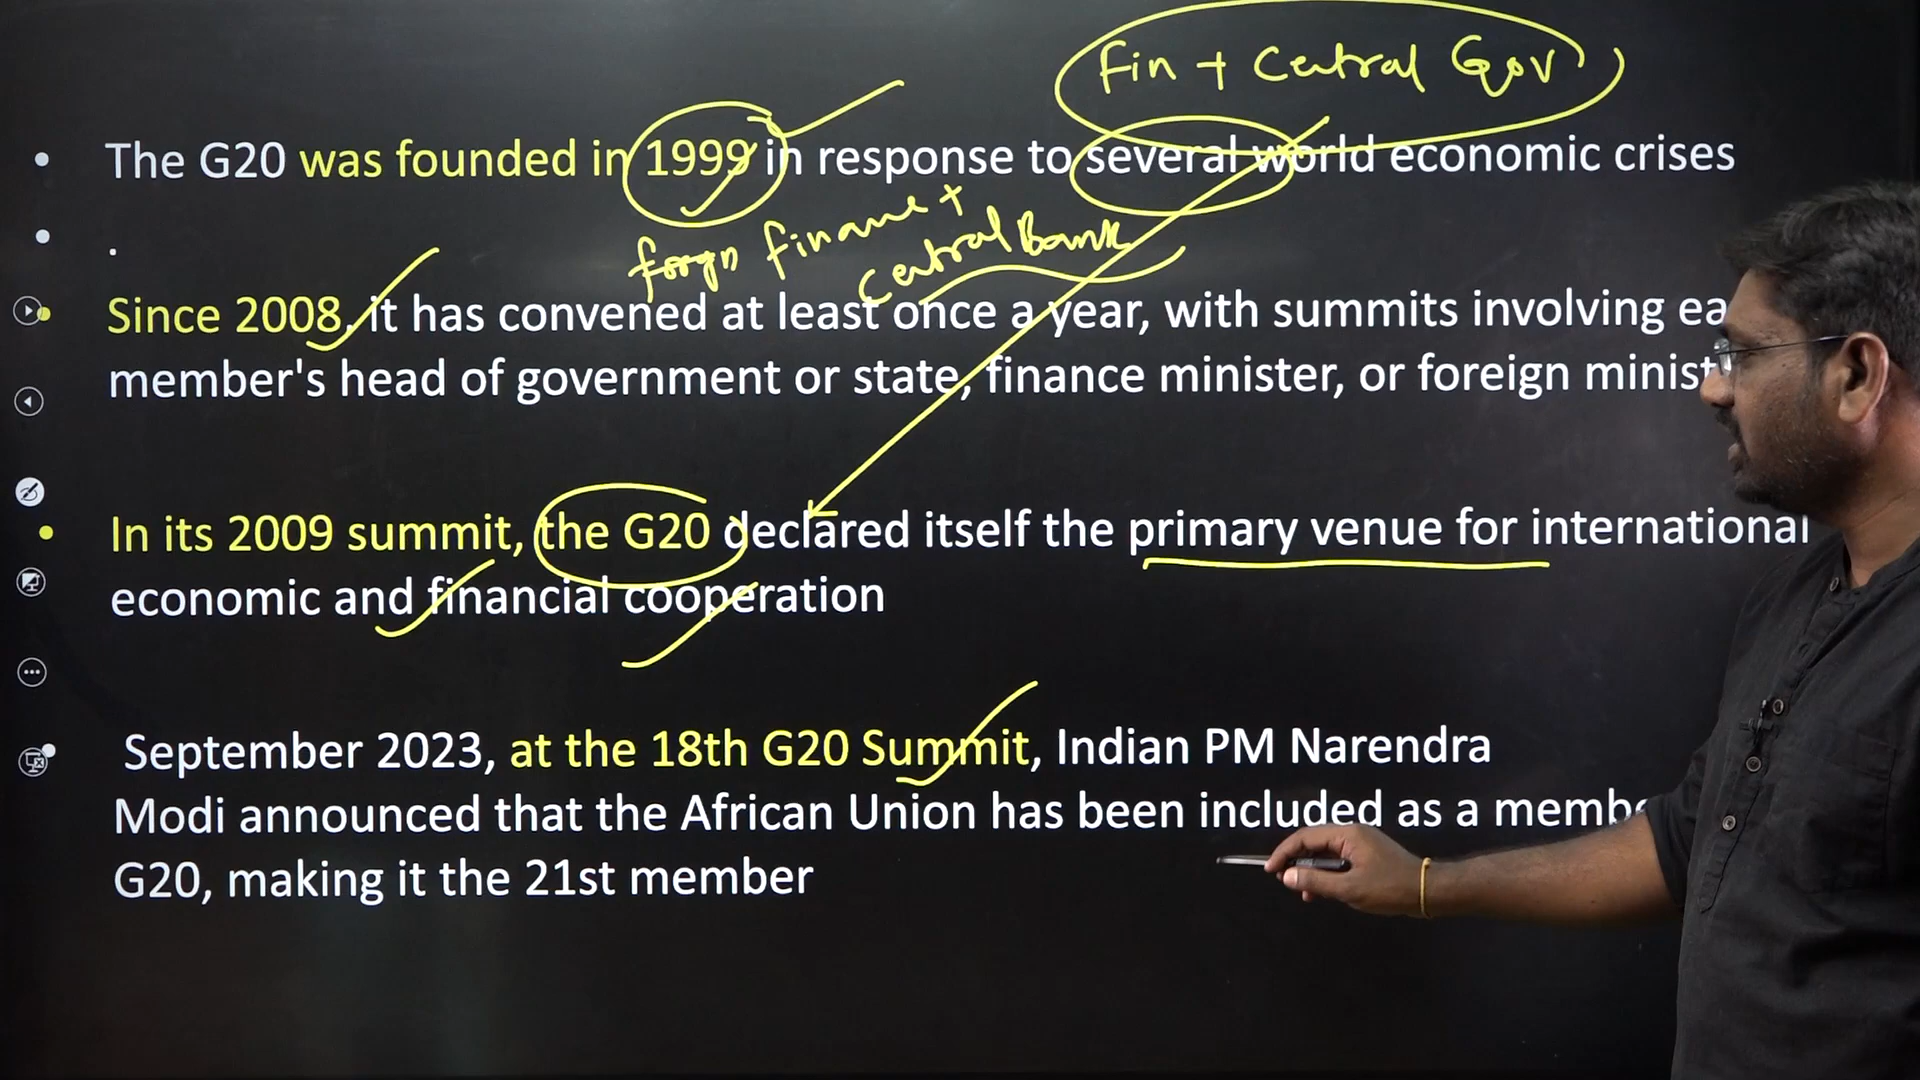 Fin + Central Gov
The G20 was founded in 1999 in response to several world economic crises
.
finance +
Central Bank
Since 2008, it has convened at least once a year, with summits involving ea
member's head of government or state, finance minister, or foreign minist
In its 2009 summit, the G20 declared itself the primary venue for international
economic and financial cooperation
September 2023, at the 18th G20 Summit, Indian PM Narendra
Modi announced that the African Union has been included as a membe
G20, making it the 21st member